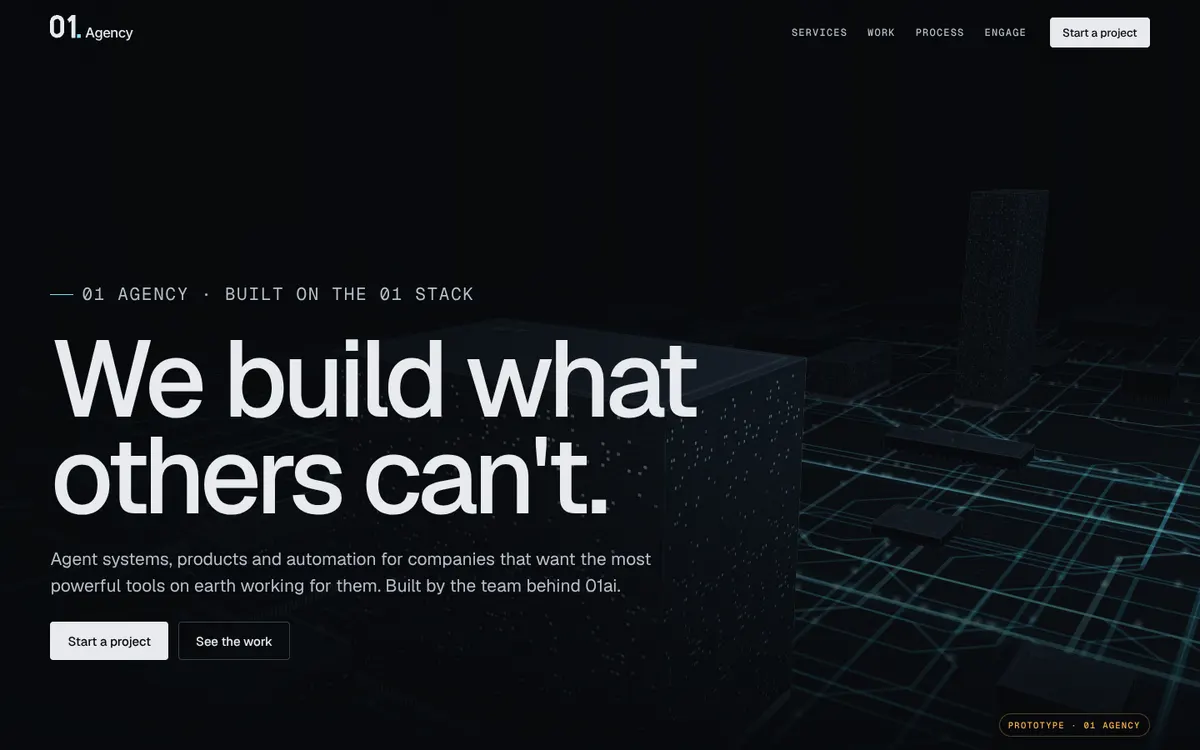 01. Agency
SERVICES
WORK
PROCESS
ENGAGE
Start a project
01 AGENCY · BUILT ON THE 01 STACK
We build what
others can't.
Agent systems, products and automation for companies that want the most
powerful tools on earth working for them. Built by the team behind 01ai.
Start a project
See the work
PROTOTYPE · 01 AGENCY